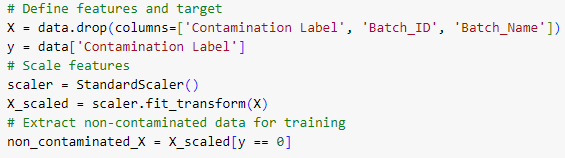 # Define features and target
X = data.drop(columns=['Contamination Label', 'Batch_ID', 'Batch_Name'])
y = data['Contamination Label']
# Scale features
scaler = StandardScaler()
X_scaled = scaler.fit_transform(X)
# Extract non-contaminated data for training
non_contaminated_X = X_scaled[y == 0]